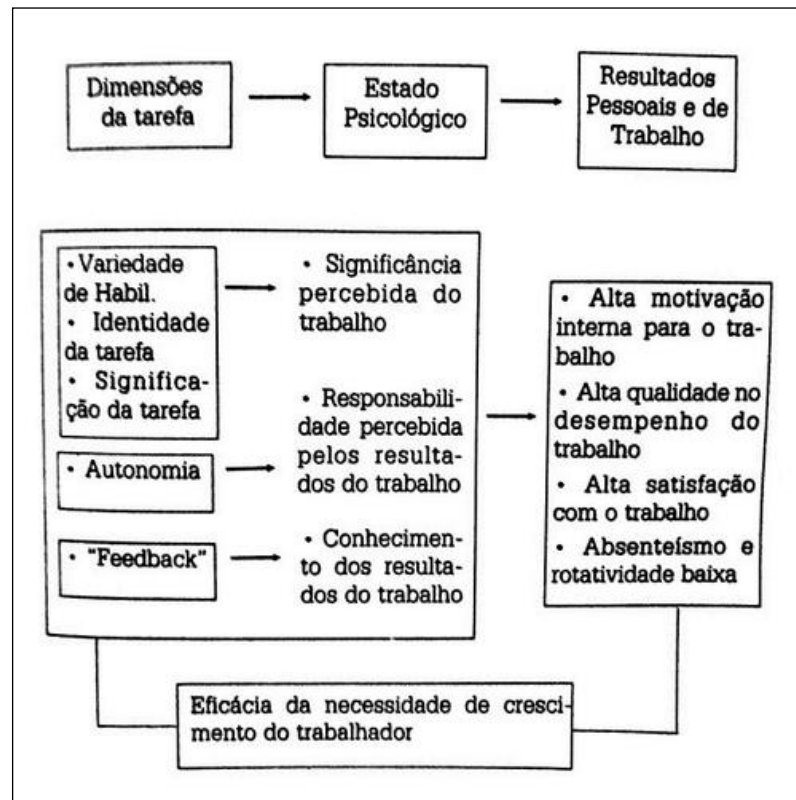 Dimensões
da tarefa
Estado
Psicológico
Resultados
Pessoais e de
Trabalho
• Variedade
de Habil.
• Identidade
da tarefa
• Significa-
ção da tarefa
• Autonomia
• "Feedback"
• Significância
percebida do
trabalho
• Responsabili-
dade percebida
pelos resulta-
dos do trabalho
• Conhecimen-
to dos resulta-
dos do trabalho
• Alta motivação
interna para o tra-
balho
• Alta qualidade no
desempenho do
trabalho
• Alta satisfação
com o trabalho
• Absenteísmo e
rotatividade baixa
Eficácia da necessidade de cresci-
mento do trabalhador